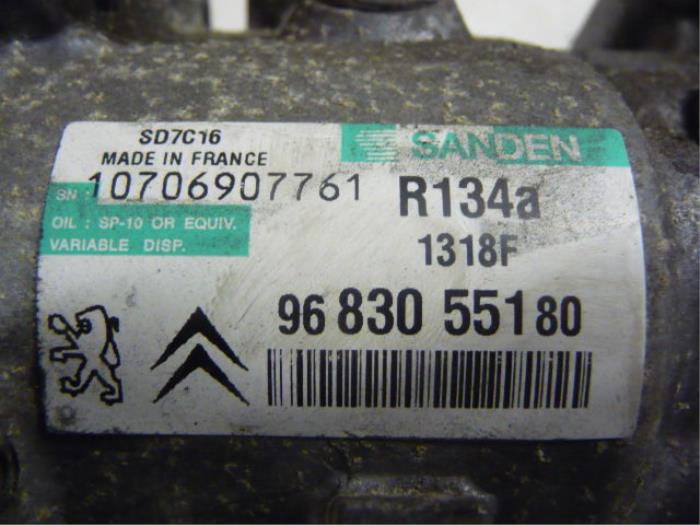 SD7C16
MADE IN FRANCE
SANDEN
SN: 10706907761
R134a
OIL : SP-10 OR EQUIV.
VARIABLE DISP.
1318F
96 830 551 80